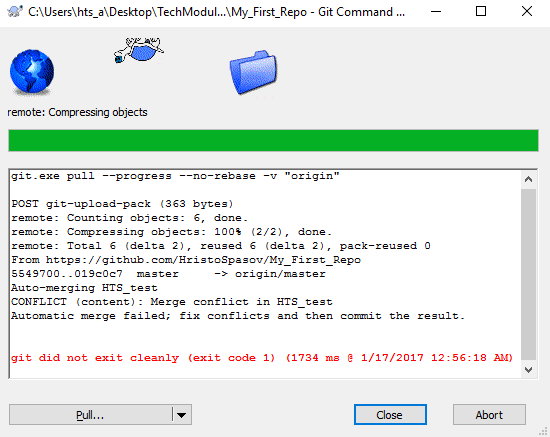 C:\Users\hts_a\Desktop\TechModul...\My_First_Repo - Git Command ...
remote: Compressing objects
git.exe pull --progress --no-rebase -v "origin"
POST git-upload-pack (363 bytes)
remote: Counting objects: 6, done.
remote: Compressing objects: 100% (2/2), done.
remote: Total 6 (delta 2), reused 6 (delta 2), pack-reused 0
From https://github.com/HristoSpasov/My_First_Repo
5549700..019c0c7  master     -> origin/master
Auto-merging HTS_test
CONFLICT (content): Merge conflict in HTS_test
Automatic merge failed; fix conflicts and then commit the result.
git did not exit cleanly (exit code 1) (1734 ms @ 1/17/2017 12:56:18 AM)
Pull...
Close
Abort